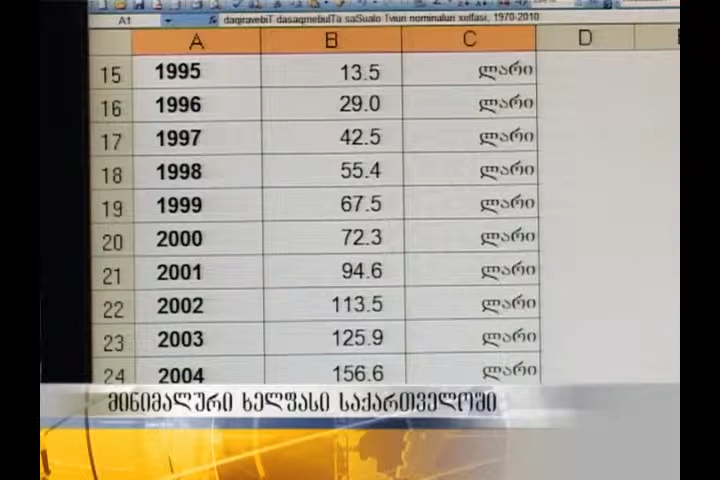 A1 daqiravebiT dasaqmebulTa saSualo Tviuri nominaluri xelfasi, 1970-2010
A B C D
15 1995 13.5 ლარი
16 1996 29.0 ლარი
17 1997 42.5 ლარი
18 1998 55.4 ლარი
19 1999 67.5 ლარი
20 2000 72.3 ლარი
21 2001 94.6 ლარი
22 2002 113.5 ლარი
23 2003 125.9 ლარი
24 2004 156.6 ლარი
მინიმალური ხელფასი საქართველოში